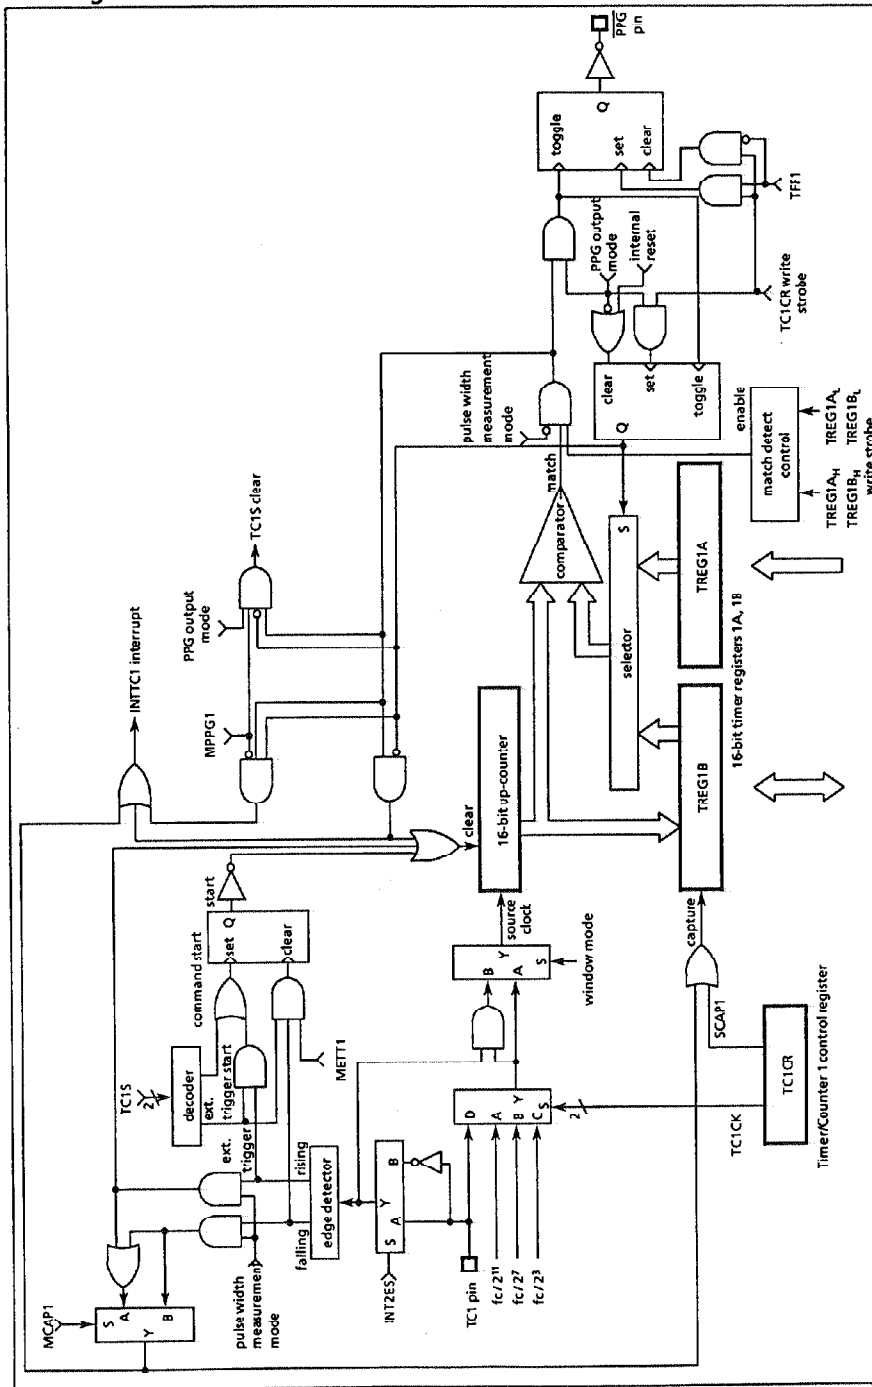 MCAP1
S
A
Y
B
pulse width
measurement
mode
falling
rising
edge detector
INT2ES
S
A
Y
B
TC1 pin
fc/2¹¹
fc/2⁷
fc/2³
D
A
B
C
Y
S
2
TC1CK
TC1S
2
decoder
ext.
trigger
ext.
trigger start
command start
METT1
set
Q
clear
start
B
A
Y
S
window mode
source
clock
16-bit up-counter
clear
INTTC1 interrupt
MPPG1
PPG output
mode
TC1S clear
TC1CR
Timer/Counter 1 control register
SCAP1
capture
TREG1B
TREG1A
16-bit timer registers 1A, 1B
selector
S
comparator
match
pulse width
measurement
mode
Q
clear
set
toggle
enable
match detect
control
TREG1A_H
TREG1B_H
TREG1A_L
TREG1B_L
write strobe
PPG output
mode
internal
reset
TC1CR write
strobe
TFF1
toggle
set
clear
Q
PPG
pin